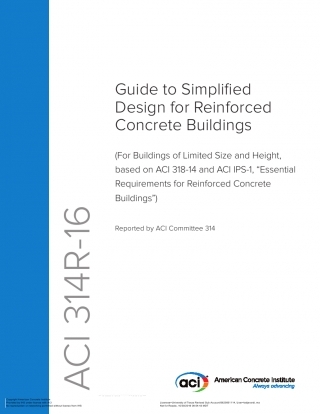 Guide to Simplified
Design for Reinforced
Concrete Buildings
(For Buildings of Limited Size and Height,
based on ACI 318-14 and ACI IPS-1, “Essential
Requirements for Reinforced Concrete
Buildings”)
Reported by ACI Committee 314
ACI 314R-16
aci
American Concrete Institute
Always advancing